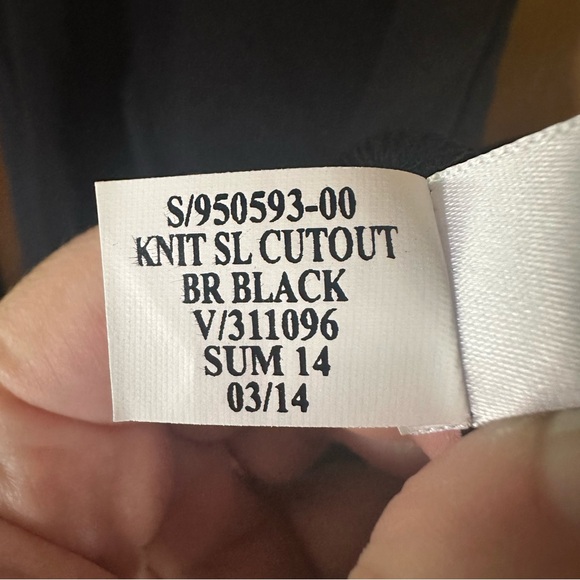 S/950593-00
KNIT SL CUTOUT
BR BLACK
V/311096
SUM 14
03/14